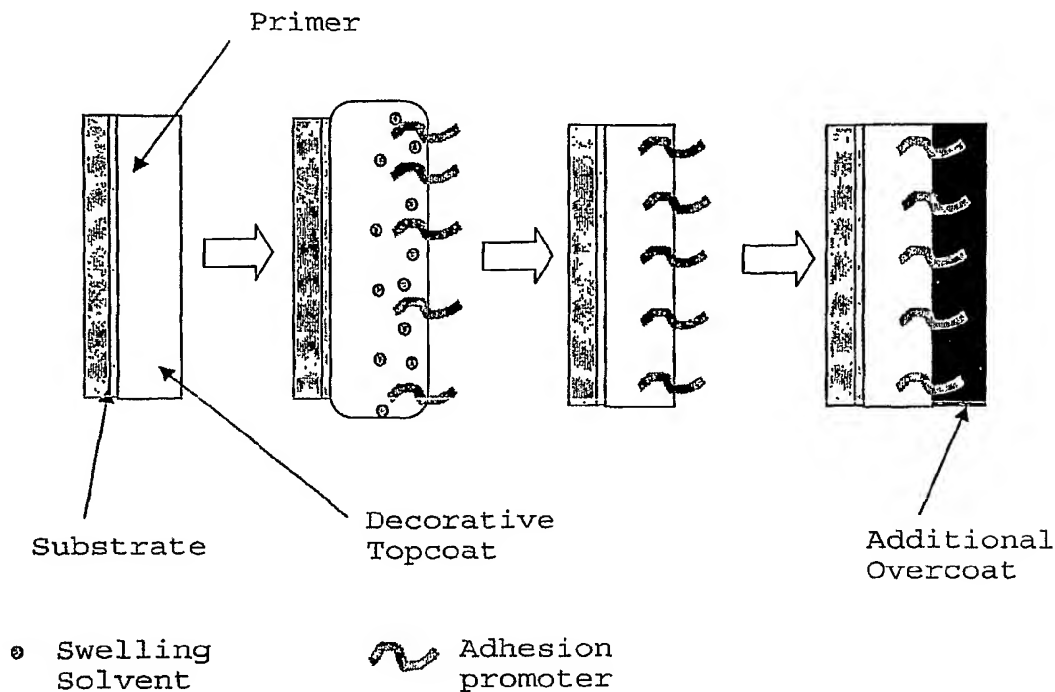 Primer
Substrate
Decorative
Topcoat
Additional
Overcoat
Swelling
Solvent
Adhesion
promoter